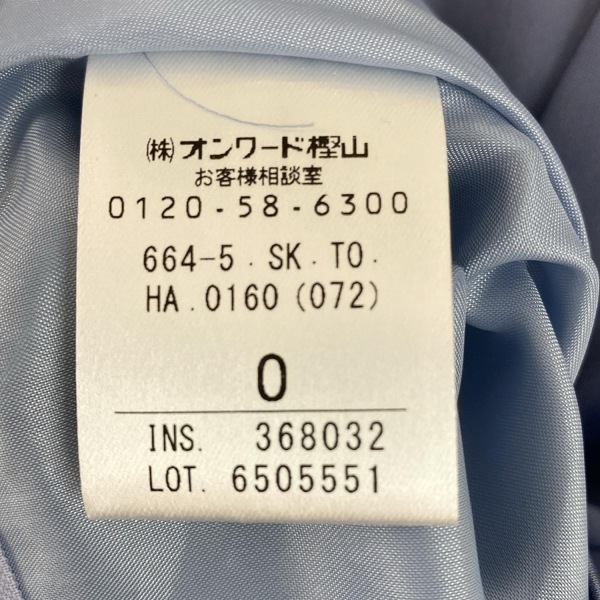 ㈱オンワード樫山
お客様相談室
0120-58-6300
664-5.SK.TO.
HA.0160(072)
0
INS. 368032
LOT. 6505551